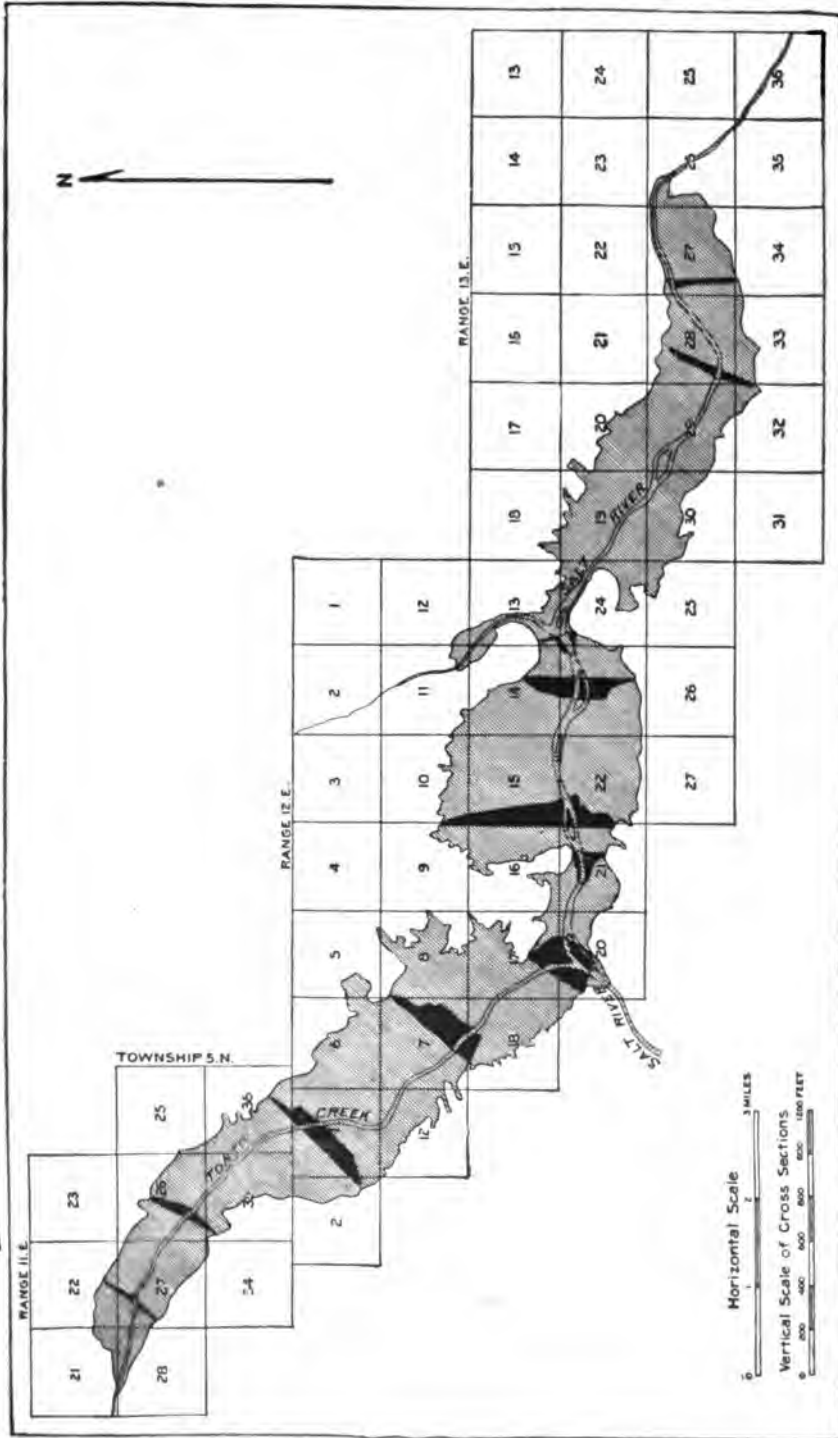 N
RANGE 11.E.
21 22 23
TOWNSHIP 5.N.
28 27 26 25
34 35 36
TONTO CREEK
RANGE 12 E.
2 6 5 4 3 2 1
12 7 8 9 10 11 12
18 17 16 15 14 13
20 21 22 24
27 26 25
SALT RIVER
RANGE 13.E.
18 17 16 15 14 13
19 20 21 22 23 24
30 29 28 27 26 25
31 32 33 34 35 36
SALT RIVER
Horizontal Scale
0 1 2 3 MILES
Vertical Scale of Cross Sections
0 200 400 600 800 800 1200 FEET